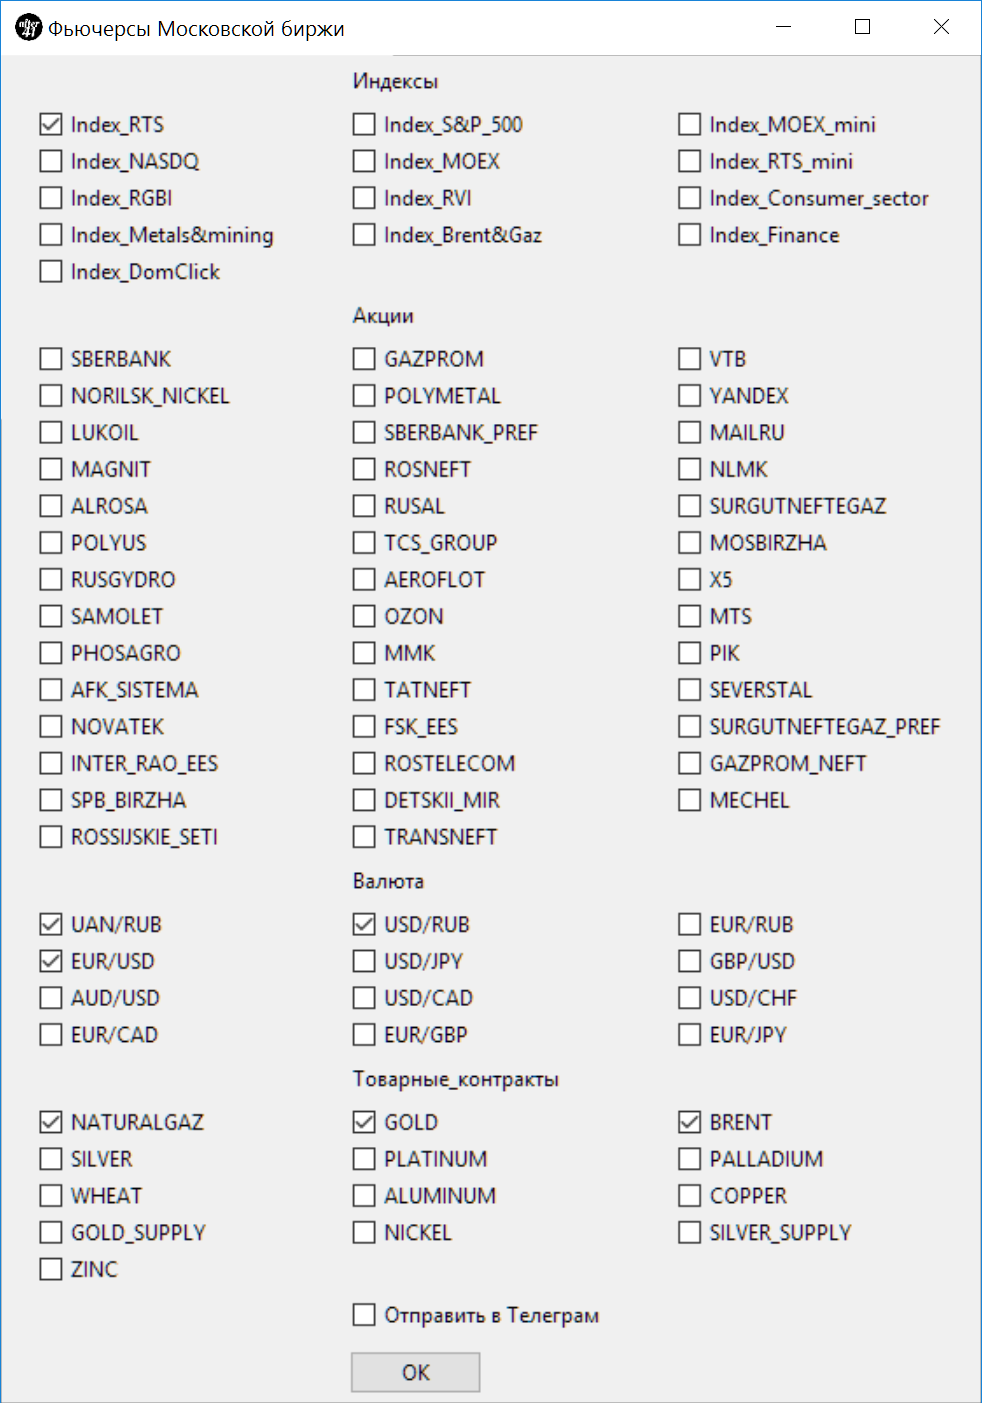 after 41 Фьючерсы Московской биржи
Индексы
Index_RTS Index_S&P_500 Index_MOEX_mini
Index_NASDQ Index_MOEX Index_RTS_mini
Index_RGBI Index_RVI Index_Consumer_sector
Index_Metals&mining Index_Brent&Gaz Index_Finance
Index_DomClick
Акции
SBERBANK GAZPROM VTB
NORILSK_NICKEL POLYMETAL YANDEX
LUKOIL SBERBANK_PREF MAILRU
MAGNIT ROSNEFT NLMK
ALROSA RUSAL SURGUTNEFTEGAZ
POLYUS TCS_GROUP MOSBIRZHA
RUSGYDRO AEROFLOT X5
SAMOLET OZON MTS
PHOSAGRO MMK PIK
AFK_SISTEMA TATNEFT SEVERSTAL
NOVATEK FSK_EES SURGUTNEFTEGAZ_PREF
INTER_RAO_EES ROSTELECOM GAZPROM_NEFT
SPB_BIRZHA DETSKII_MIR MECHEL
ROSSIJSKIE_SETI TRANSNEFT
Валюта
UAN/RUB USD/RUB EUR/RUB
EUR/USD USD/JPY GBP/USD
AUD/USD USD/CAD USD/CHF
EUR/CAD EUR/GBP EUR/JPY
Товарные_контракты
NATURALGAZ GOLD BRENT
SILVER PLATINUM PALLADIUM
WHEAT ALUMINUM COPPER
GOLD_SUPPLY NICKEL SILVER_SUPPLY
ZINC
Отправить в Телеграм
OK